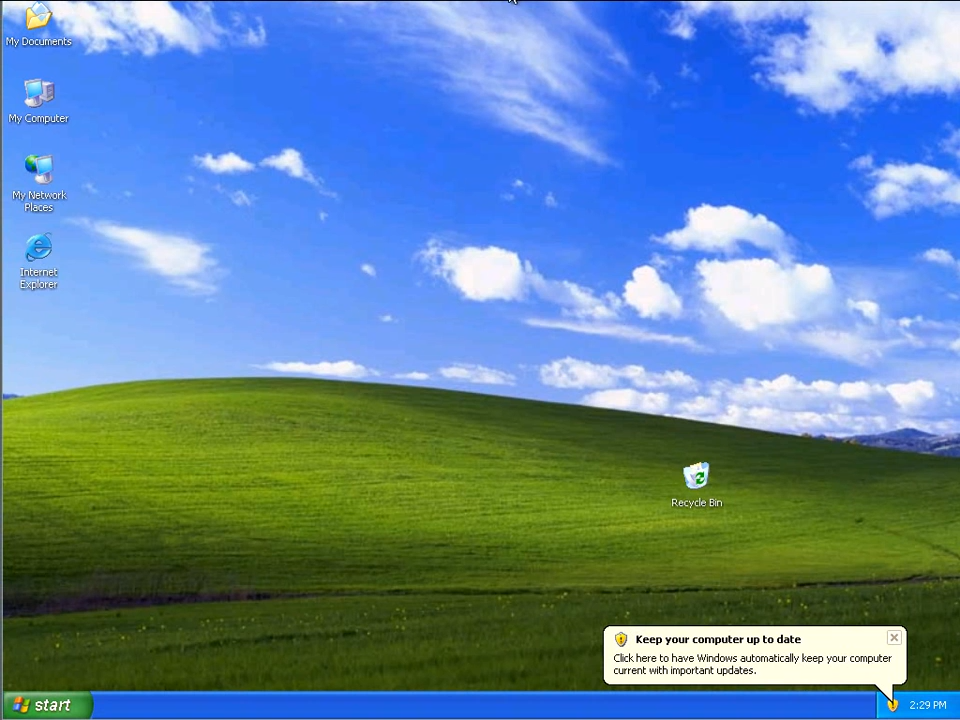 My Documents
My Computer
My Network
Places
Internet
Explorer
Recycle Bin
Keep your computer up to date
Click here to have Windows automatically keep your computer
current with important updates.
start
2:29 PM